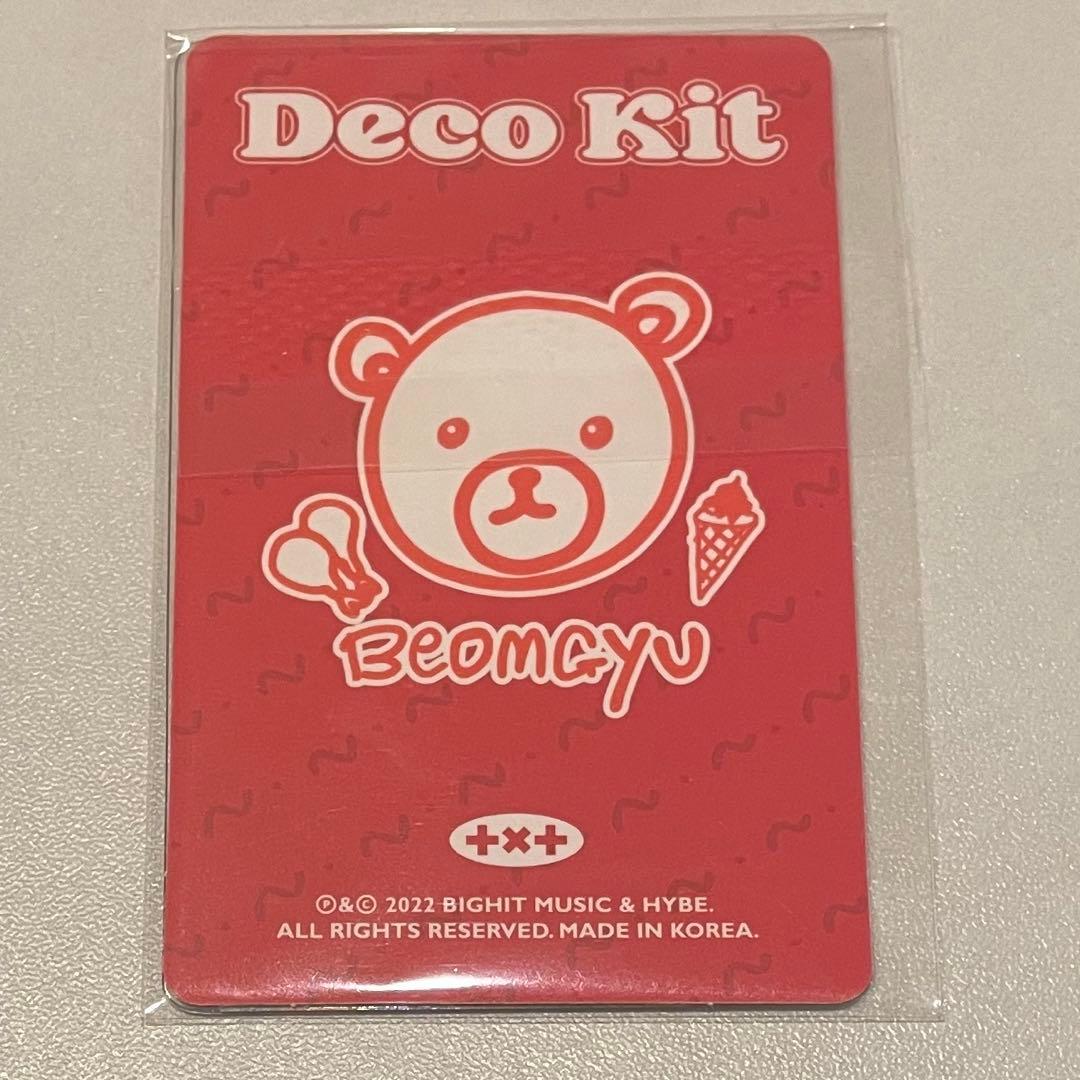 Deco Kit
BEOMGYU
+×+
Ⓟ&© 2022 BIGHIT MUSIC & HYBE.
ALL RIGHTS RESERVED. MADE IN KOREA.